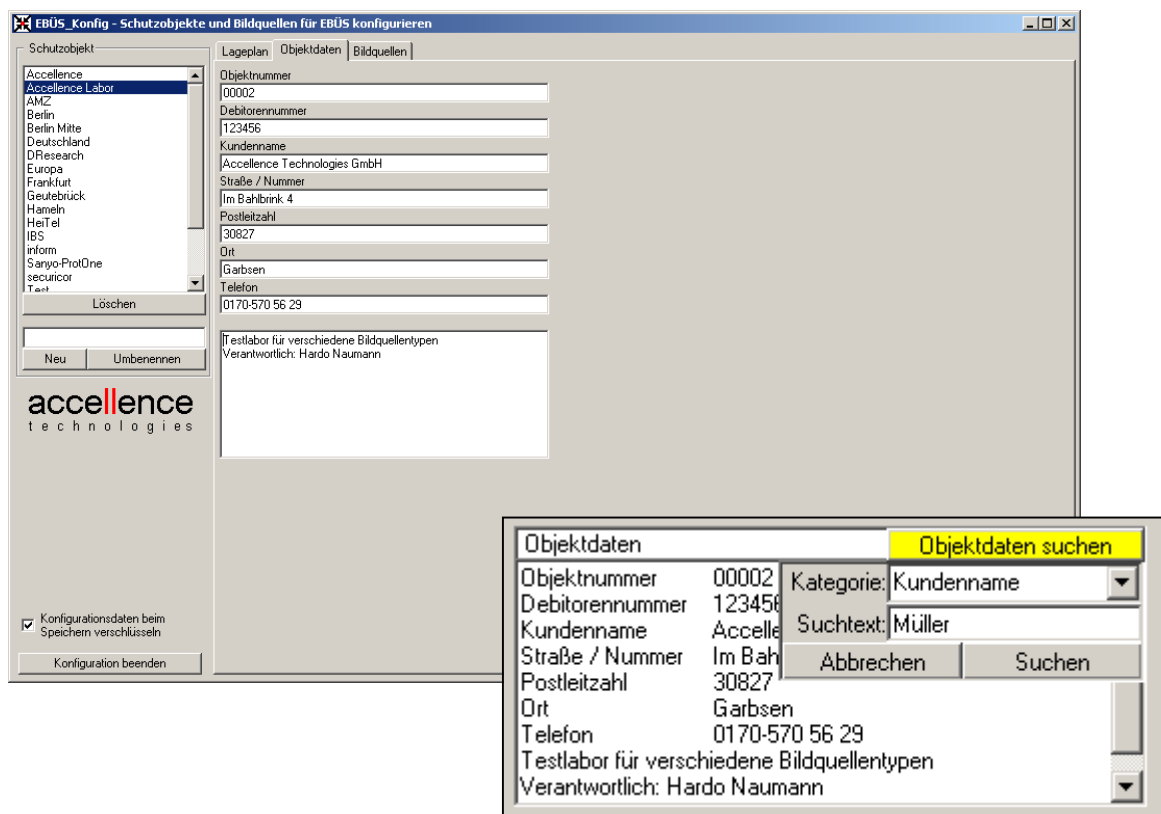 EBÜS_Konfig - Schutzobjekte und Bildquellen für EBÜS konfigurieren
Schutzobjekt
Accellence
Accellence Labor
AMZ
Berlin
Berlin Mitte
Deutschland
DResearch
Europa
Frankfurt
Geutebrück
Hameln
HeiTel
IBS
inform
Sanyo-ProtOne
securicor
Test
Löschen
Neu Umbenennen
accellence
technologies
Konfigurationsdaten beim
Speichern verschlüsseln
Konfiguration beenden
Lageplan Objektdaten Bildquellen
Objektnummer
00002
Debitorennummer
123456
Kundenname
Accellence Technologies GmbH
Straße / Nummer
Im Bahlbrink 4
Postleitzahl
30827
Ort
Garbsen
Telefon
0170-570 56 29
Testlabor für verschiedene Bildquellentypen
Verantwortlich: Hardo Naumann
Objektdaten Objektdaten suchen
Objektnummer 00002
Debitorennummer 123456
Kundenname Accelle
Straße / Nummer Im Bah
Postleitzahl 30827
Ort Garbsen
Telefon 0170-570 56 29
Testlabor für verschiedene Bildquellentypen
Verantwortlich: Hardo Naumann
Kategorie: Kundenname
Suchtext: Müller
Abbrechen Suchen